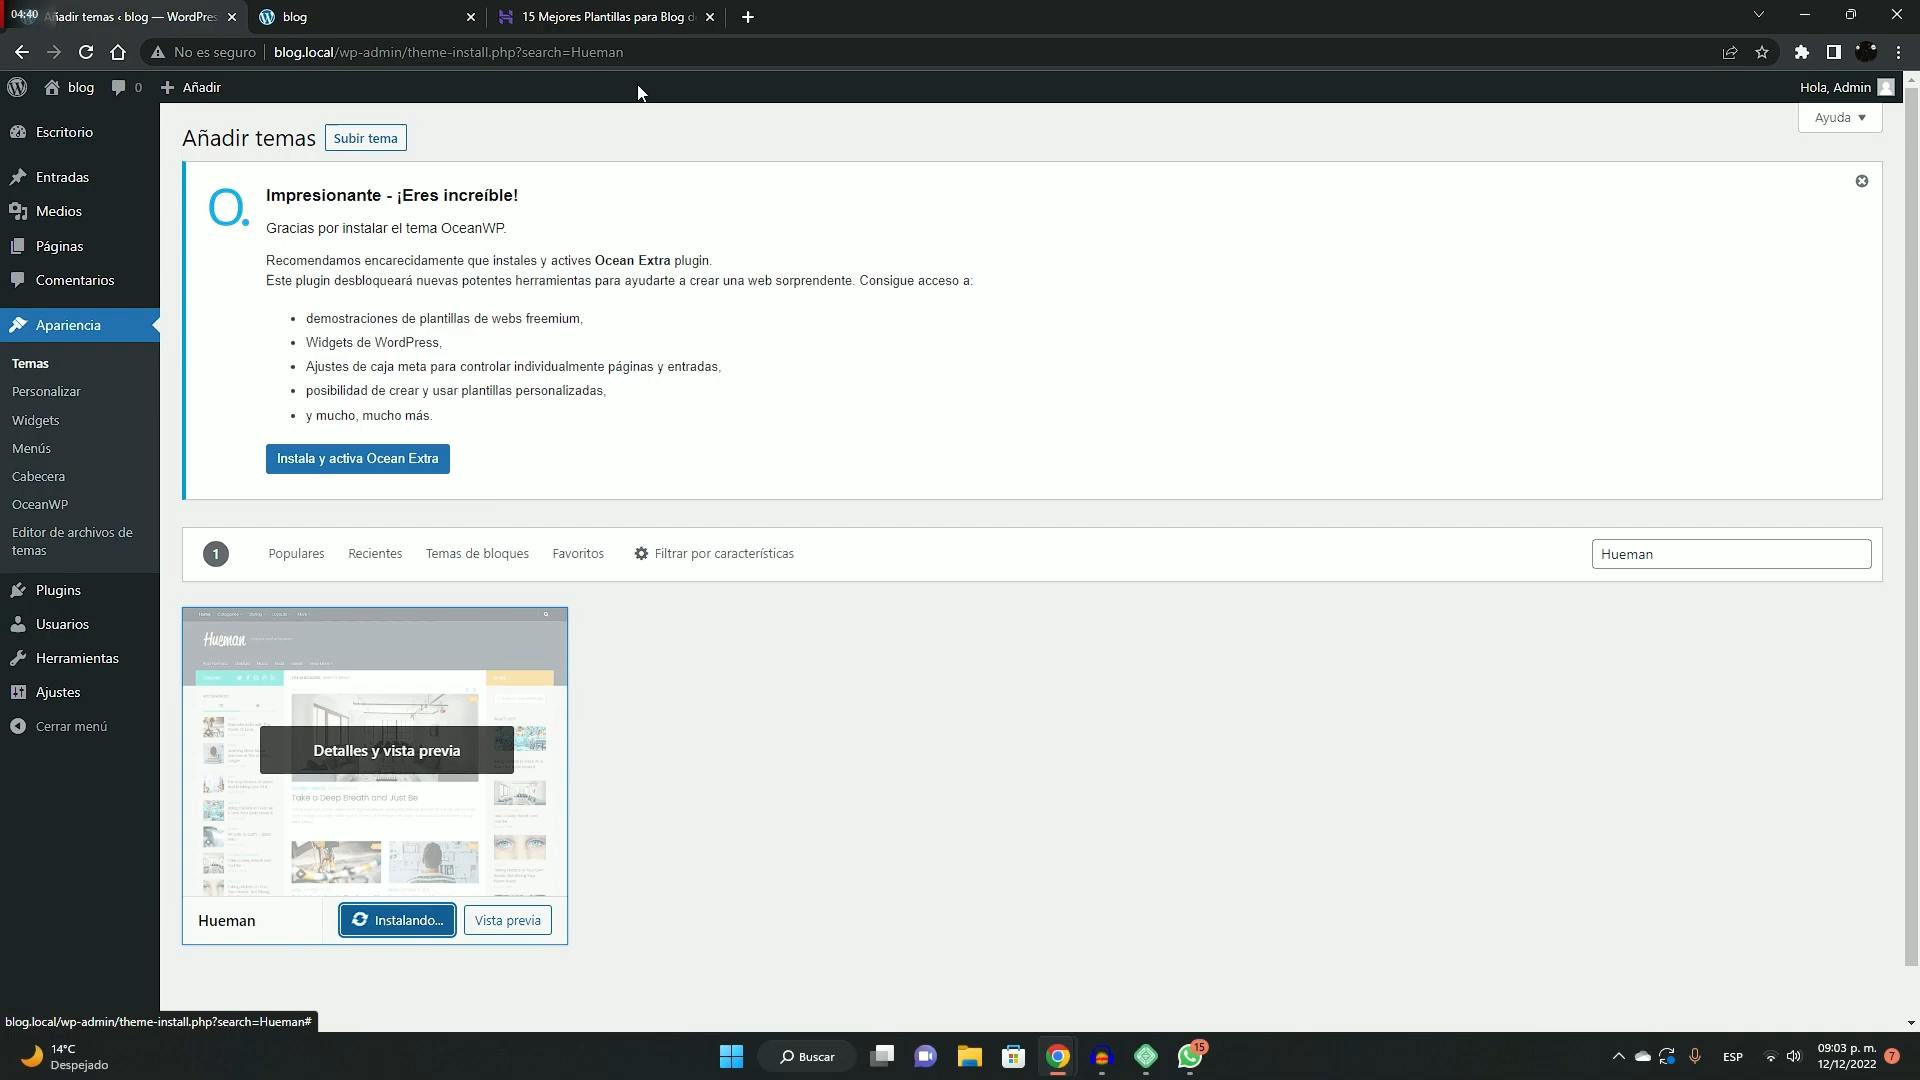 04:40
Añadir temas ‹ blog — WordPres
blog
15 Mejores Plantillas para Blog d
No es seguro
blog.local/wp-admin/theme-install.php?search=Hueman
blog
0
Añadir
Hola, Admin
Ayuda
Escritorio
Entradas
Medios
Páginas
Comentarios
Apariencia
Temas
Personalizar
Widgets
Menús
Cabecera
OceanWP
Editor de archivos de
temas
Plugins
Usuarios
Herramientas
Ajustes
Cerrar menú
Añadir temas
Subir tema
O.
Impresionante - ¡Eres increíble!
Gracias por instalar el tema OceanWP.
Recomendamos encarecidamente que instales y actives Ocean Extra plugin.
Este plugin desbloqueará nuevas potentes herramientas para ayudarte a crear una web sorprendente. Consigue acceso a:
• demostraciones de plantillas de webs freemium,
• Widgets de WordPress,
• Ajustes de caja meta para controlar individualmente páginas y entradas,
• posibilidad de crear y usar plantillas personalizadas,
• y mucho, mucho más.
Instala y activa Ocean Extra
1
Populares
Recientes
Temas de bloques
Favoritos
Filtrar por características
Hueman
Hueman
Detalles y vista previa
Take a Deep Breath and Just Be
Hueman
Instalando...
Vista previa
blog.local/wp-admin/theme-install.php?search=Hueman#
14°C
Despejado
Buscar
15
ESP
09:03 p. m.
12/12/2022
7